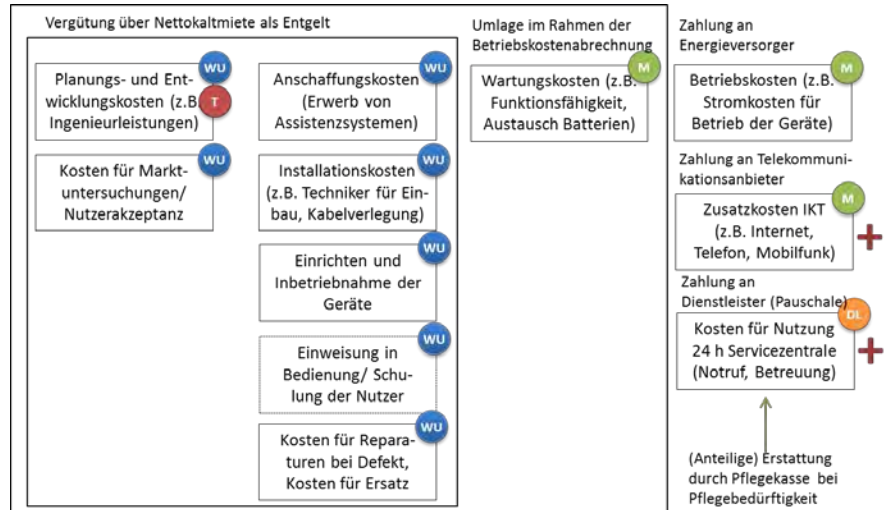 Vergütung über Nettokaltmiete als Entgelt
WU
Planungs- und Ent-
wicklungskosten (z.B.
Ingenieurleistungen)
T
WU
Kosten für Markt-
untersuchungen/
Nutzerakzeptanz
WU
Anschaffungskosten
(Erwerb von
Assistenzsystemen)
WU
Installationskosten
(z.B. Techniker für Ein-
bau, Kabelverlegung)
WU
Einrichten und
Inbetriebnahme der
Geräte
WU
Einweisung in
Bedienung/ Schu-
lung der Nutzer
WU
Kosten für Repara-
turen bei Defekt,
Kosten für Ersatz
Umlage im Rahmen der
Betriebskostenabrechnung
M
Wartungskosten (z.B.
Funktionsfähigkeit,
Austausch Batterien)
Zahlung an
Energieversorger
M
Betriebskosten (z.B.
Stromkosten für
Betrieb der Geräte)
Zahlung an Telekommuni-
kationsanbieter
M
Zusatzkosten IKT
(z.B. Internet,
Telefon, Mobilfunk)
Zahlung an
Dienstleister (Pauschale)
DL
Kosten für Nutzung
24 h Servicezentrale
(Notruf, Betreuung)
(Anteilige) Erstattung
durch Pflegekasse bei
Pflegebedürftigkeit